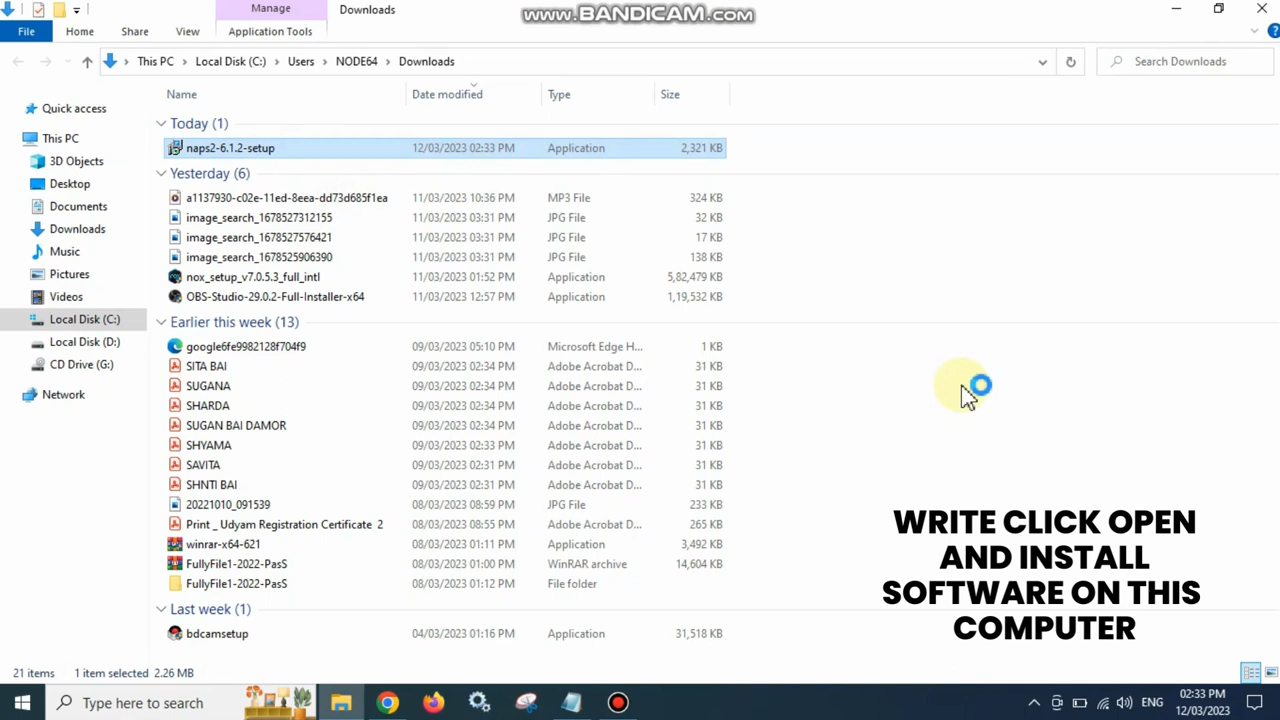 Manage
Downloads
www.BANDICAM.com
File
Home
Share
View
Application Tools
This PC
Local Disk (C:)
Users
NODE64
Downloads
Search Downloads
Name
Date modified
Type
Size
Quick access
This PC
3D Objects
Desktop
Documents
Downloads
Music
Pictures
Videos
Local Disk (C:)
Local Disk (D:)
CD Drive (G:)
Network
Today (1)
naps2-6.1.2-setup 12/03/2023 02:33 PM Application 2,321 KB
Yesterday (6)
a1137930-c02e-11ed-8eea-dd73d685f1ea 11/03/2023 10:36 PM MP3 File 324 KB
image_search_1678527312155 11/03/2023 03:31 PM JPG File 32 KB
image_search_1678527576421 11/03/2023 03:31 PM JPG File 17 KB
image_search_1678525906390 11/03/2023 03:31 PM JPG File 138 KB
nox_setup_v7.0.5.3_full_intl 11/03/2023 01:52 PM Application 5,82,479 KB
OBS-Studio-29.0.2-Full-Installer-x64 11/03/2023 12:57 PM Application 1,19,532 KB
Earlier this week (13)
google6fe9982128f704f9 09/03/2023 05:10 PM Microsoft Edge H... 1 KB
SITA BAI 09/03/2023 02:34 PM Adobe Acrobat D... 31 KB
SUGANA 09/03/2023 02:34 PM Adobe Acrobat D... 31 KB
SHARDA 09/03/2023 02:34 PM Adobe Acrobat D... 31 KB
SUGAN BAI DAMOR 09/03/2023 02:34 PM Adobe Acrobat D... 31 KB
SHYAMA 09/03/2023 02:33 PM Adobe Acrobat D... 31 KB
SAVITA 09/03/2023 02:31 PM Adobe Acrobat D... 31 KB
SHNTI BAI 09/03/2023 02:31 PM Adobe Acrobat D... 31 KB
20221010_091539 08/03/2023 08:59 PM JPG File 233 KB
Print _ Udyam Registration Certificate 2 08/03/2023 08:55 PM Adobe Acrobat D... 265 KB
winrar-x64-621 08/03/2023 01:11 PM Application 3,492 KB
FullyFile1-2022-PasS 08/03/2023 01:00 PM WinRAR archive 14,604 KB
FullyFile1-2022-PasS 08/03/2023 01:12 PM File folder
Last week (1)
bdcamsetup 04/03/2023 01:16 PM Application 31,518 KB
WRITE CLICK OPEN
AND INSTALL
SOFTWARE ON THIS
COMPUTER
21 items 1 item selected 2.26 MB
Type here to search
ENG
02:33 PM
12/03/2023